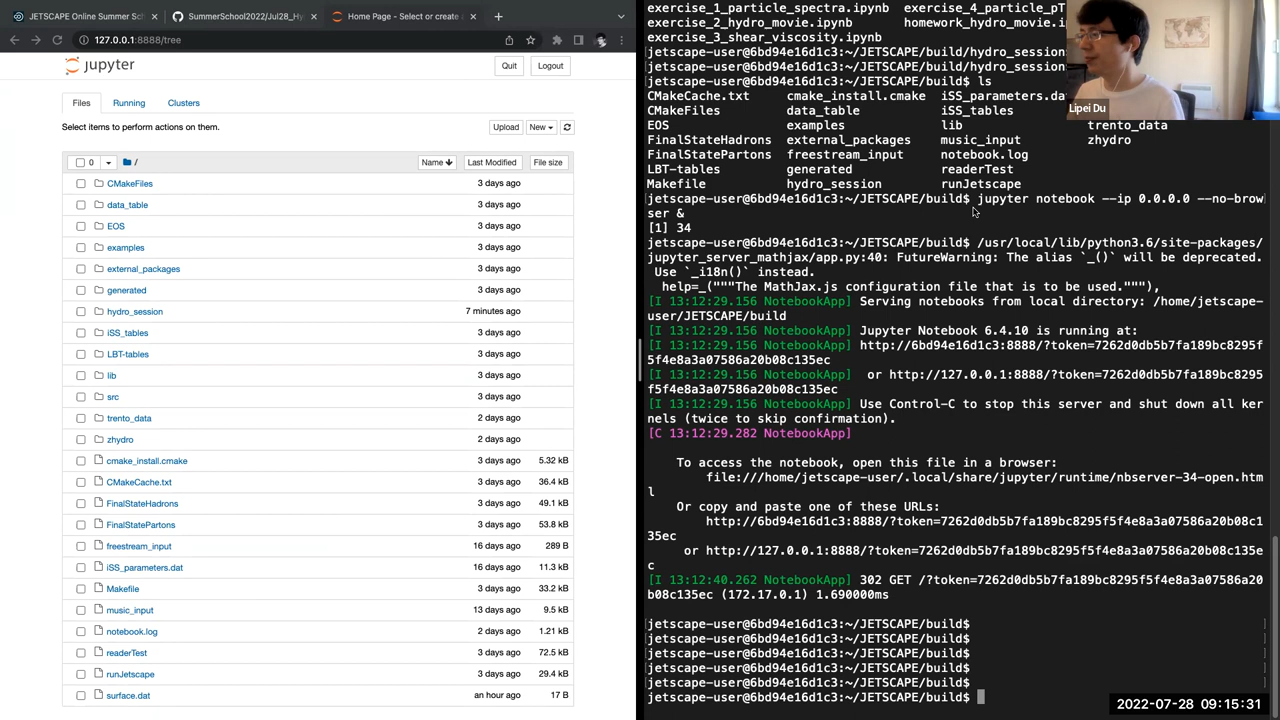 JETSCAPE Online Summer Sch
SummerSchool2022/Jul28_Hy
Home Page - Select or create
127.0.0.1:8888/tree
jupyter
Quit
Logout
Files
Running
Clusters
Select items to perform actions on them.
Upload
New
0
/
Name
Last Modified
File size
CMakeFiles
3 days ago
data_table
3 days ago
EOS
3 days ago
examples
3 days ago
external_packages
3 days ago
generated
3 days ago
hydro_session
7 minutes ago
iSS_tables
3 days ago
LBT-tables
3 days ago
lib
3 days ago
src
3 days ago
trento_data
2 days ago
zhydro
2 days ago
cmake_install.cmake
3 days ago
5.32 kB
CMakeCache.txt
3 days ago
36.4 kB
FinalStateHadrons
3 days ago
49.1 kB
FinalStatePartons
3 days ago
53.8 kB
freestream_input
16 days ago
289 B
iSS_parameters.dat
16 days ago
11.3 kB
Makefile
3 days ago
33.2 kB
music_input
13 days ago
9.5 kB
notebook.log
2 days ago
1.21 kB
readerTest
3 days ago
72.5 kB
runJetscape
3 days ago
29.4 kB
surface.dat
an hour ago
17 B
exercise_1_particle_spectra.ipynb exercise_4_particle_pT
exercise_2_hydro_movie.ipynb homework_hydro_movie.i
exercise_3_shear_viscosity.ipynb
jetscape-user@6bd94e16d1c3:~/JETSCAPE/build/hydro_session
jetscape-user@6bd94e16d1c3:~/JETSCAPE/build/hydro_session
jetscape-user@6bd94e16d1c3:~/JETSCAPE/build$ ls
CMakeCache.txt cmake_install.cmake iSS_parameters.da
CMakeFiles data_table iSS_tables
EOS examples lib trento_data
FinalStateHadrons external_packages music_input zhydro
FinalStatePartons freestream_input notebook.log
LBT-tables generated readerTest
Makefile hydro_session runJetscape
jetscape-user@6bd94e16d1c3:~/JETSCAPE/build$ jupyter notebook --ip 0.0.0.0 --no-brow
ser &
[1] 34
jetscape-user@6bd94e16d1c3:~/JETSCAPE/build$ /usr/local/lib/python3.6/site-packages/
jupyter_server_mathjax/app.py:40: FutureWarning: The alias `_()` will be deprecated.
Use `_i18n()` instead.
help=_("""The MathJax.js configuration file that is to be used."""),
[I 13:12:29.156 NotebookApp] Serving notebooks from local directory: /home/jetscape-
user/JETSCAPE/build
[I 13:12:29.156 NotebookApp] Jupyter Notebook 6.4.10 is running at:
[I 13:12:29.156 NotebookApp] http://6bd94e16d1c3:8888/?token=7262d0db5b7fa189bc8295f
5f4e8a3a07586a20b08c135ec
[I 13:12:29.156 NotebookApp] or http://127.0.0.1:8888/?token=7262d0db5b7fa189bc8295
f5f4e8a3a07586a20b08c135ec
[I 13:12:29.156 NotebookApp] Use Control-C to stop this server and shut down all ker
nels (twice to skip confirmation).
[C 13:12:29.282 NotebookApp]
To access the notebook, open this file in a browser:
file:///home/jetscape-user/.local/share/jupyter/runtime/nbserver-34-open.htm
l
Or copy and paste one of these URLs:
http://6bd94e16d1c3:8888/?token=7262d0db5b7fa189bc8295f5f4e8a3a07586a20b08c1
35ec
or http://127.0.0.1:8888/?token=7262d0db5b7fa189bc8295f5f4e8a3a07586a20b08c135e
c
[I 13:12:40.262 NotebookApp] 302 GET /?token=7262d0db5b7fa189bc8295f5f4e8a3a07586a20
b08c135ec (172.17.0.1) 1.690000ms
jetscape-user@6bd94e16d1c3:~/JETSCAPE/build$
jetscape-user@6bd94e16d1c3:~/JETSCAPE/build$
jetscape-user@6bd94e16d1c3:~/JETSCAPE/build$
jetscape-user@6bd94e16d1c3:~/JETSCAPE/build$
jetscape-user@6bd94e16d1c3:~/JETSCAPE/build$
jetscape-user@6bd94e16d1c3:~/JETSCAPE/build$
Lipei Du
2022-07-28 09:15:31